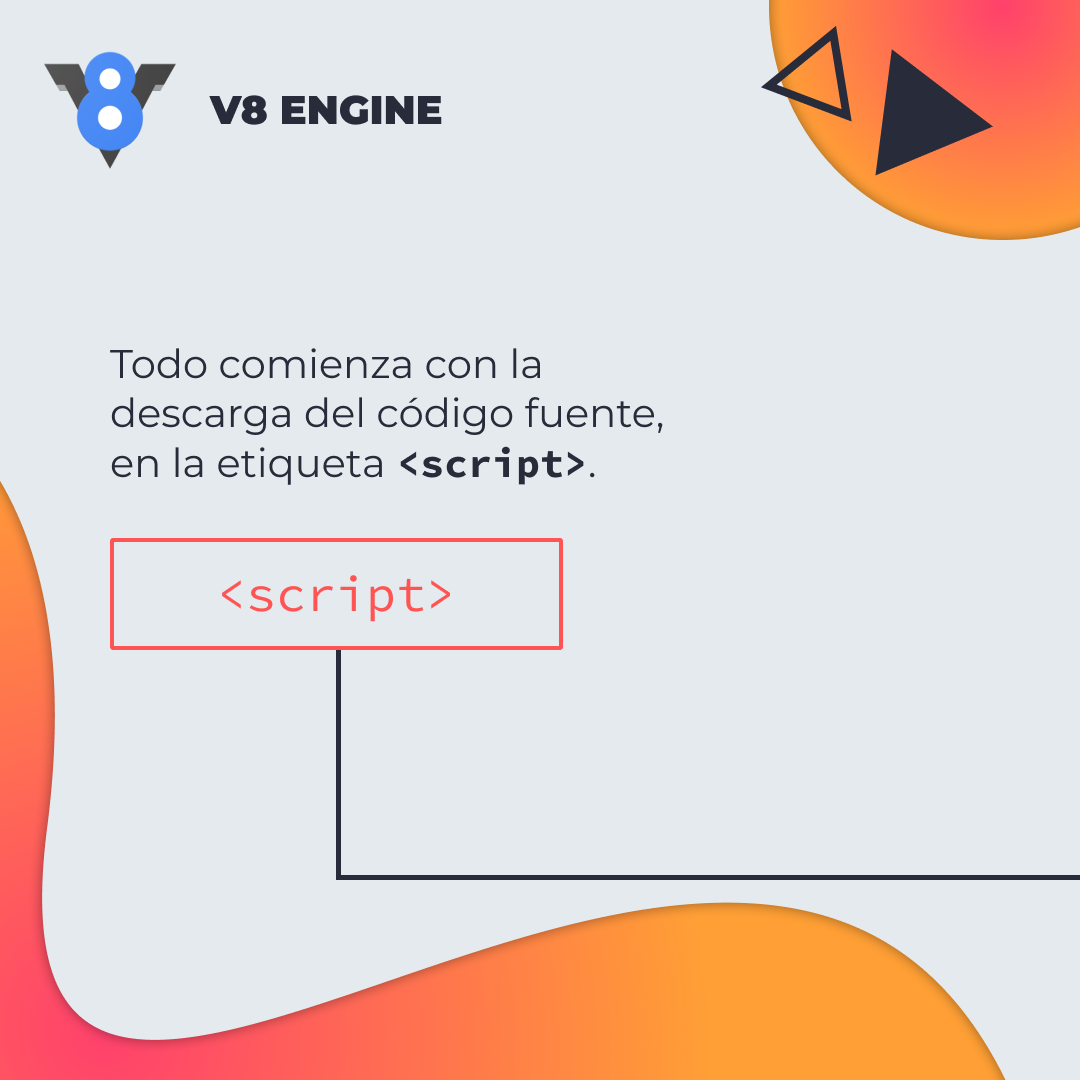 V8 ENGINE
Todo comienza con la
descarga del código fuente,
en la etiqueta <script>.
<script>